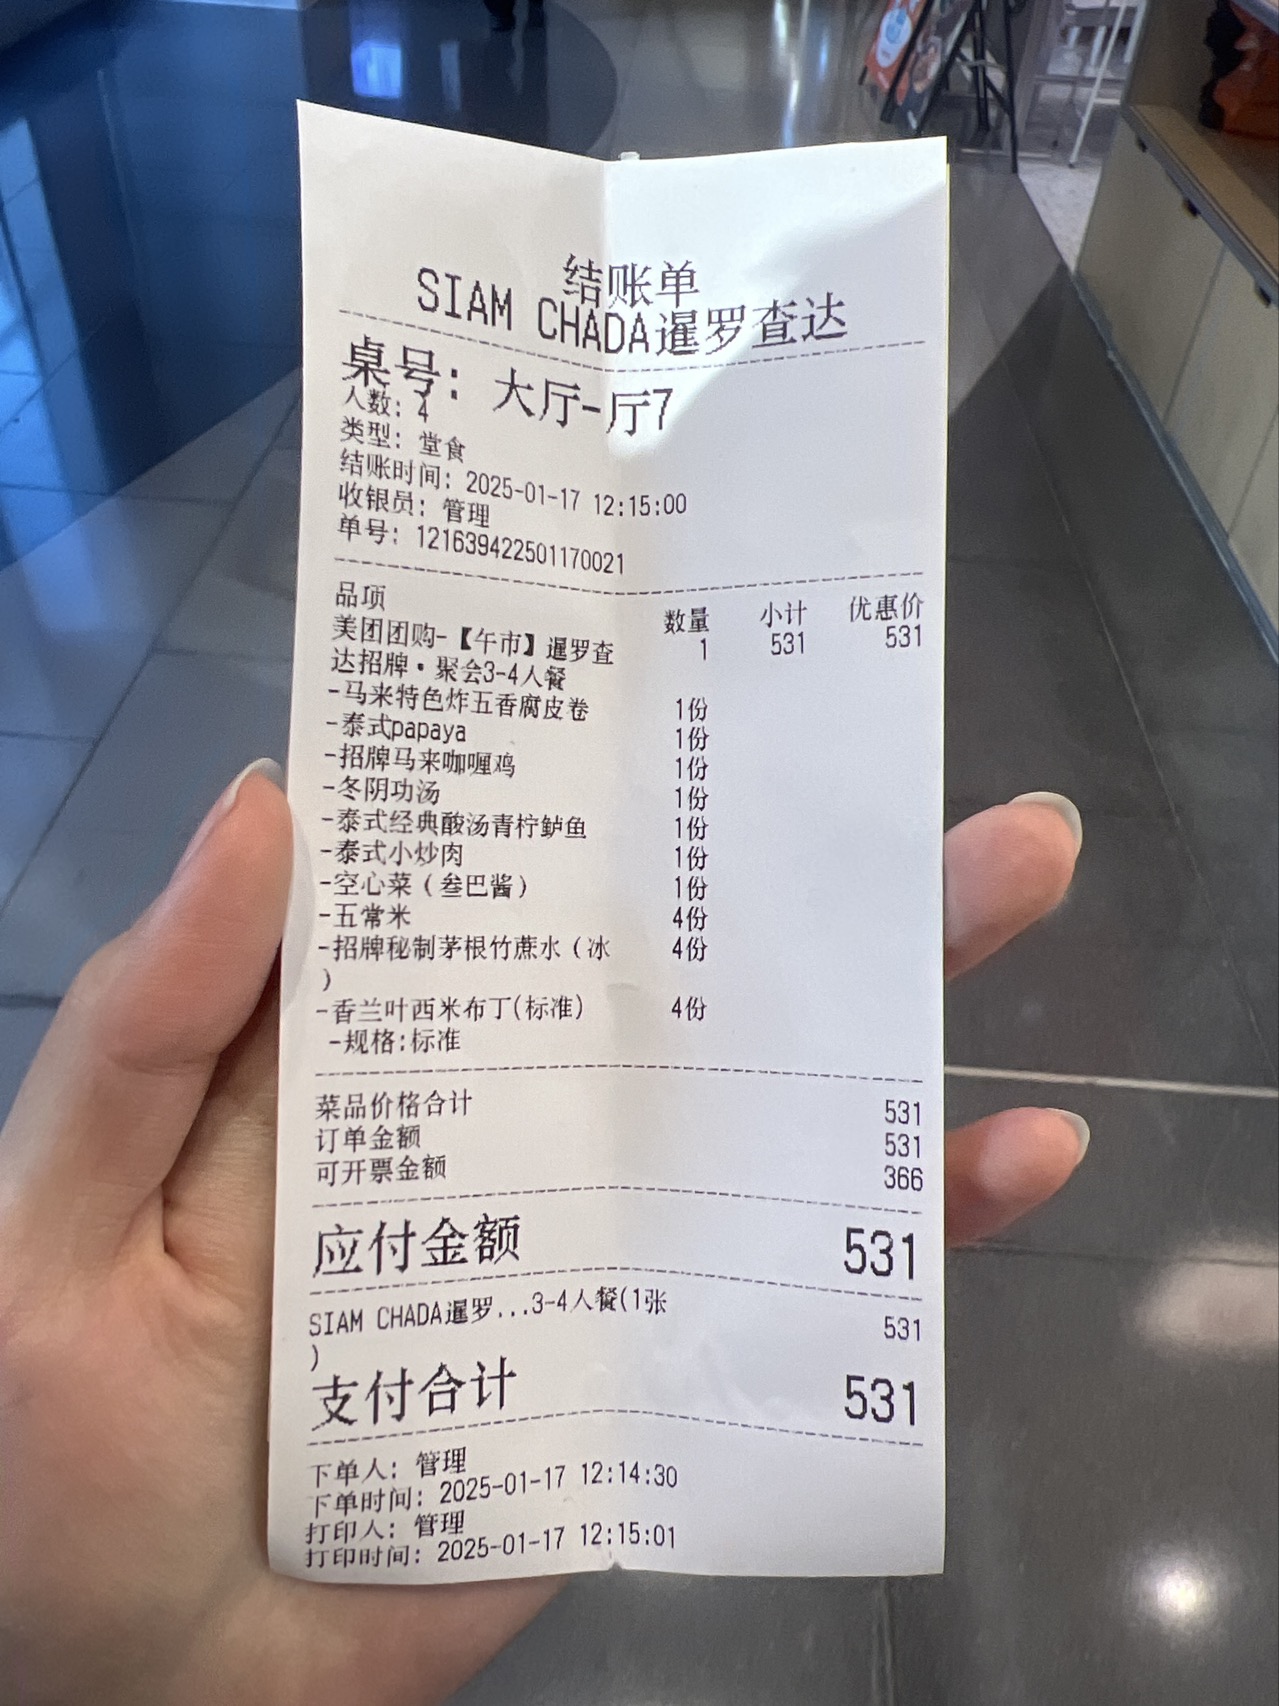 结账单
SIAM CHADA暹罗查达
桌号: 大厅-厅7
人数: 4
类型: 堂食
结账时间: 2025-01-17 12:15:00
收银员: 管理
单号: 121639422501170021
品项 数量 小计 优惠价
美团团购-【午市】暹罗查 1 531 531
达招牌·聚会3-4人餐
-马来特色炸五香腐皮卷 1份
-泰式papaya 1份
-招牌马来咖喱鸡 1份
-冬阴功汤 1份
-泰式经典酸汤青柠鲈鱼 1份
-泰式小炒肉 1份
-空心菜（叁巴酱） 1份
-五常米 4份
-招牌秘制茅根竹蔗水（冰 4份
）
-香兰叶西米布丁(标准) 4份
-规格:标准
菜品价格合计 531
订单金额 531
可开票金额 366
应付金额 531
SIAM CHADA暹罗...3-4人餐(1张 531
)
支付合计 531
下单人: 管理
下单时间: 2025-01-17 12:14:30
打印人: 管理
打印时间: 2025-01-17 12:15:01